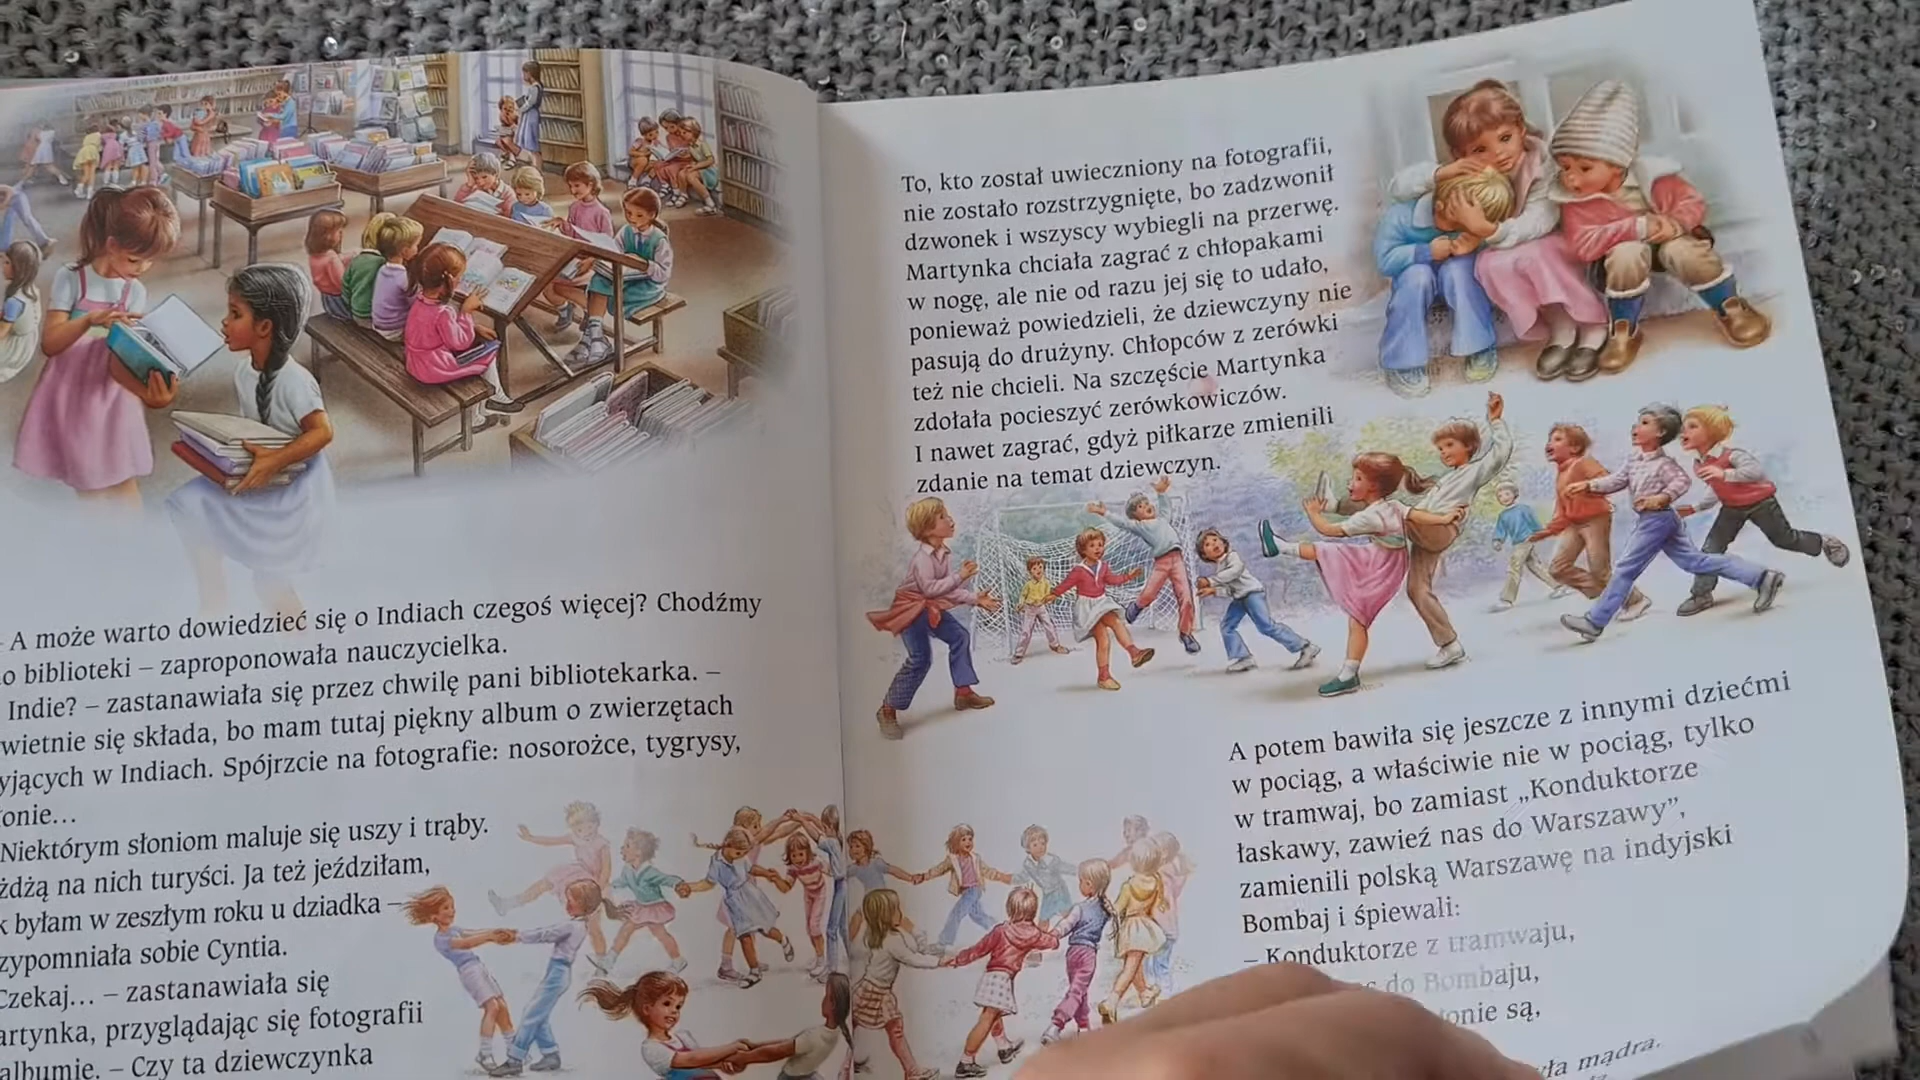 – A może warto dowiedzieć się o Indiach czegoś więcej? Chodźmy
o biblioteki – zaproponowała nauczycielka.
Indie? – zastanawiała się przez chwilę pani bibliotekarka. –
wietnie się składa, bo mam tutaj piękny album o zwierzętach
yjących w Indiach. Spójrzcie na fotografie: nosorożce, tygrysy,
onie...
Niektórym słoniom maluje się uszy i trąby.
żdżą na nich turyści. Ja też jeździłam,
k byłam w zeszłym roku u dziadka –
zypomniała sobie Cyntia.
Czekaj... – zastanawiała się
artynka, przyglądając się fotografii
albumie. – Czy ta dziewczynka
To, kto został uwieczniony na fotografii,
nie zostało rozstrzygnięte, bo zadzwonił
dzwonek i wszyscy wybiegli na przerwę.
Martynka chciała zagrać z chłopakami
w nogę, ale nie od razu jej się to udało,
ponieważ powiedzieli, że dziewczyny nie
pasują do drużyny. Chłopców z zerówki
też nie chcieli. Na szczęście Martynka
zdołała pocieszyć zerówkowiczów.
I nawet zagrać, gdyż piłkarze zmienili
zdanie na temat dziewczyn.
A potem bawiła się jeszcze z innymi dziećmi
w pociąg, a właściwie nie w pociąg, tylko
w tramwaj, bo zamiast „Konduktorze
łaskawy, zawieź nas do Warszawy”,
zamienili polską Warszawę na indyjski
Bombaj i śpiewali:
– Konduktorze z tramwaju,
do Bombaju,
onie są,
yła mądra.